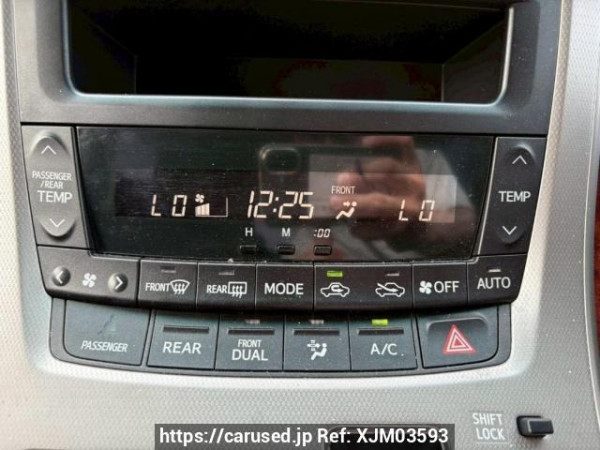 PASSENGER
/REAR
TEMP
LO 12:25 FRONT LO
TEMP
H M :00
FRONT REAR MODE OFF AUTO
PASSENGER REAR FRONT DUAL A/C
SHIFT
LOCK
https://carused.jp Ref: XJM03593